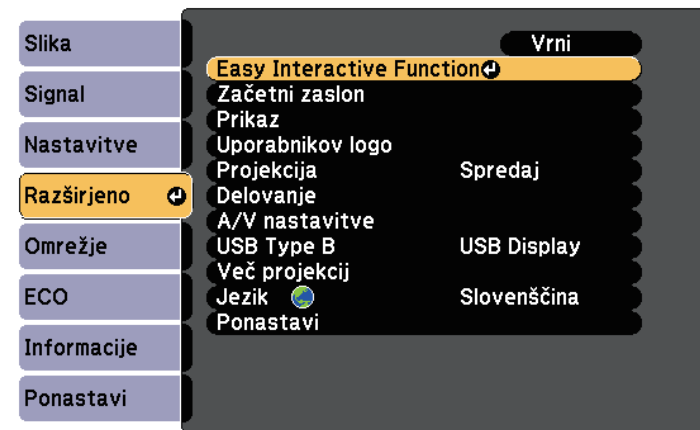 Slika
Signal
Nastavitve
Razširjeno
Omrežje
ECO
Informacije
Ponastavi
Vrni
Easy Interactive Function
Začetni zaslon
Prikaz
Uporabnikov logo
Projekcija Spredaj
Delovanje
A/V nastavitve
USB Type B USB Display
Več projekcij
Jezik Slovenščina
Ponastavi